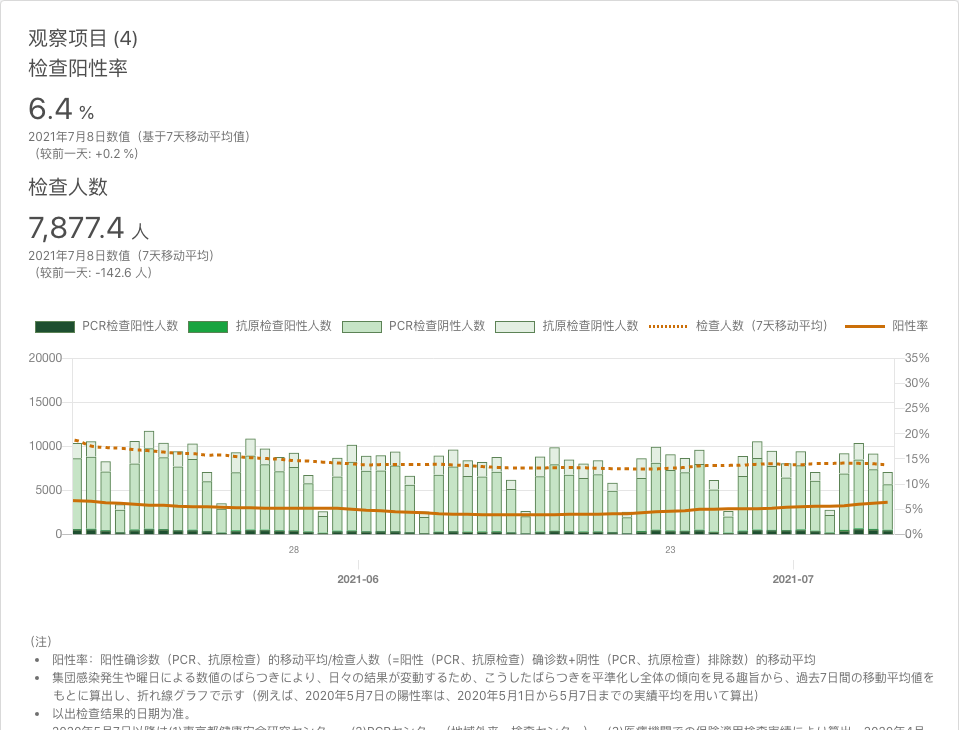 观察项目 (4)
检查阳性率
6.4 %
2021年7月8日数值（基于7天移动平均值）
（较前一天: +0.2 %）
检查人数
7,877.4 人
2021年7月8日数值（7天移动平均）
（较前一天: -142.6 人）
PCR检查阳性人数 抗原检查阳性人数 PCR检查阴性人数 抗原检查阴性人数 检查人数（7天移动平均） 阳性率
20000 35%
30%
15000 25%
20%
10000 15%
5000 10%
5%
0 0%
28 23
2021-06 2021-07
（注）
阳性率：阳性确诊数（PCR、抗原检查）的移动平均/检查人数（=阳性（PCR、抗原检查）确诊数+阴性（PCR、抗原检查）排除数）的移动平均
集団感染発生や曜日による数値のばらつきにより、日々の結果が変動するため、こうしたばらつきを平準化し全体の傾向を見る趣旨から、過去7日間の移動平均値を
もとに算出し、折れ線グラフで示す（例えば、2020年5月7日の陽性率は、2020年5月1日から5月7日までの実績平均を用いて算出）
以出检查结果的日期为准。